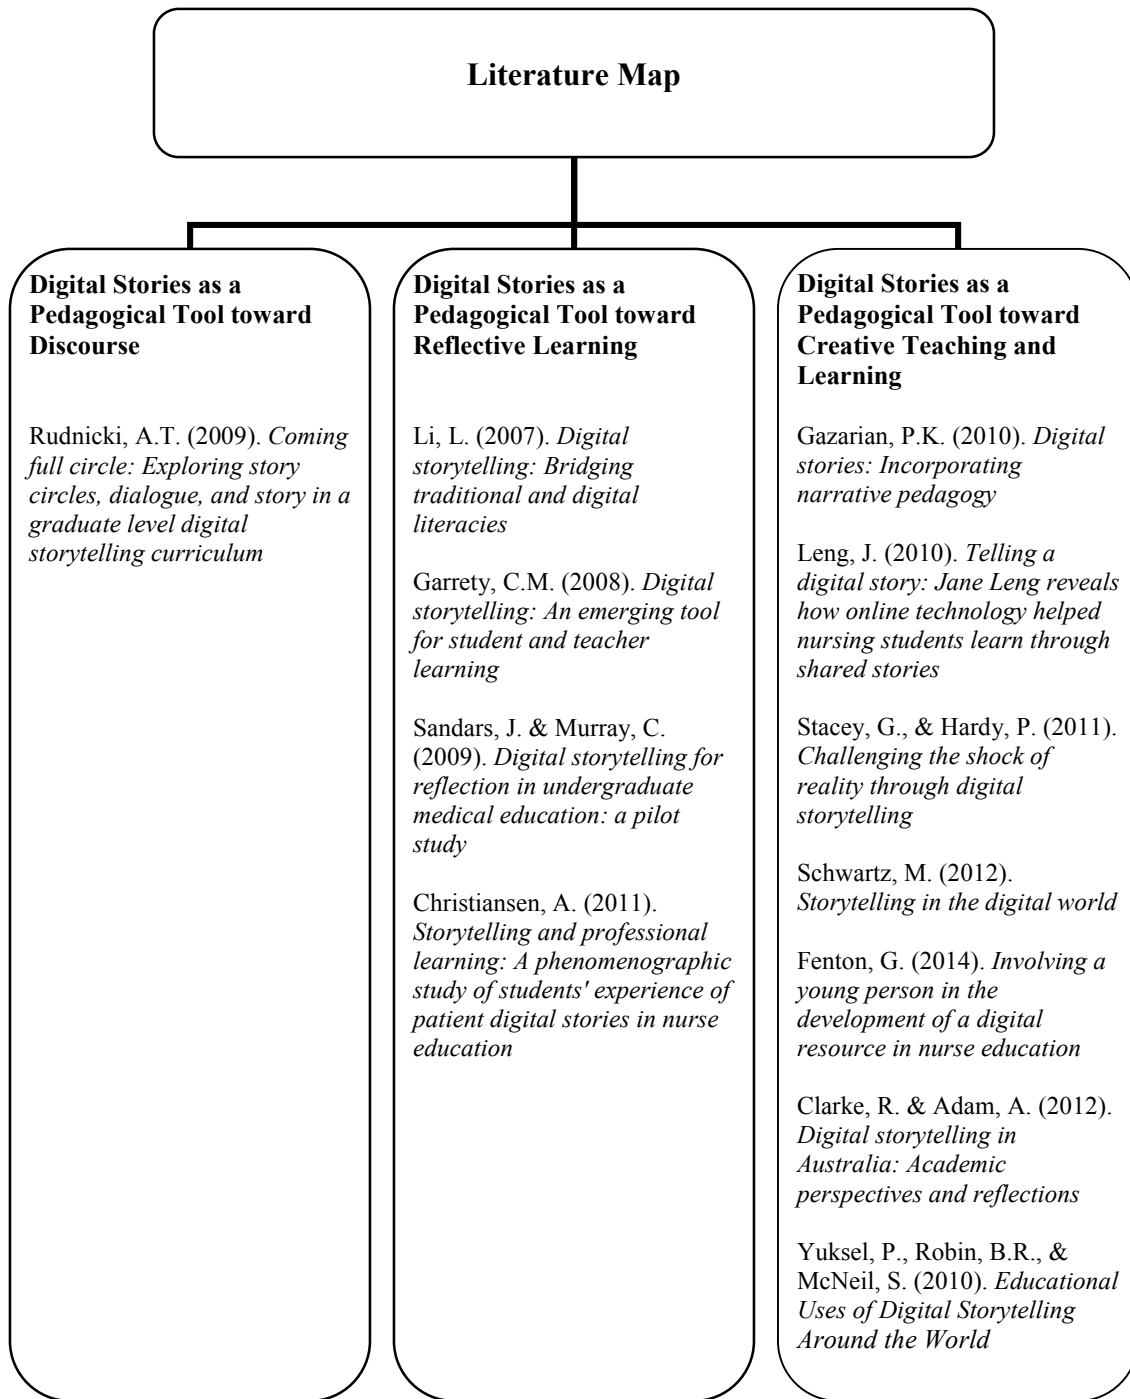 Literature Map
Digital Stories as a
Pedagogical Tool toward
Discourse
Rudnicki, A.T. (2009). Coming
full circle: Exploring story
circles, dialogue, and story in a
graduate level digital
storytelling curriculum
Digital Stories as a
Pedagogical Tool toward
Reflective Learning
Li, L. (2007). Digital
storytelling: Bridging
traditional and digital
literacies
Garrety, C.M. (2008). Digital
storytelling: An emerging tool
for student and teacher
learning
Sandars, J. & Murray, C.
(2009). Digital storytelling for
reflection in undergraduate
medical education: a pilot
study
Christiansen, A. (2011).
Storytelling and professional
learning: A phenomenographic
study of students' experience of
patient digital stories in nurse
education
Digital Stories as a
Pedagogical Tool toward
Creative Teaching and
Learning
Gazarian, P.K. (2010). Digital
stories: Incorporating
narrative pedagogy
Leng, J. (2010). Telling a
digital story: Jane Leng reveals
how online technology helped
nursing students learn through
shared stories
Stacey, G., & Hardy, P. (2011).
Challenging the shock of
reality through digital
storytelling
Schwartz, M. (2012).
Storytelling in the digital world
Fenton, G. (2014). Involving a
young person in the
development of a digital
resource in nurse education
Clarke, R. & Adam, A. (2012).
Digital storytelling in
Australia: Academic
perspectives and reflections
Yuksel, P., Robin, B.R., &
McNeil, S. (2010). Educational
Uses of Digital Storytelling
Around the World